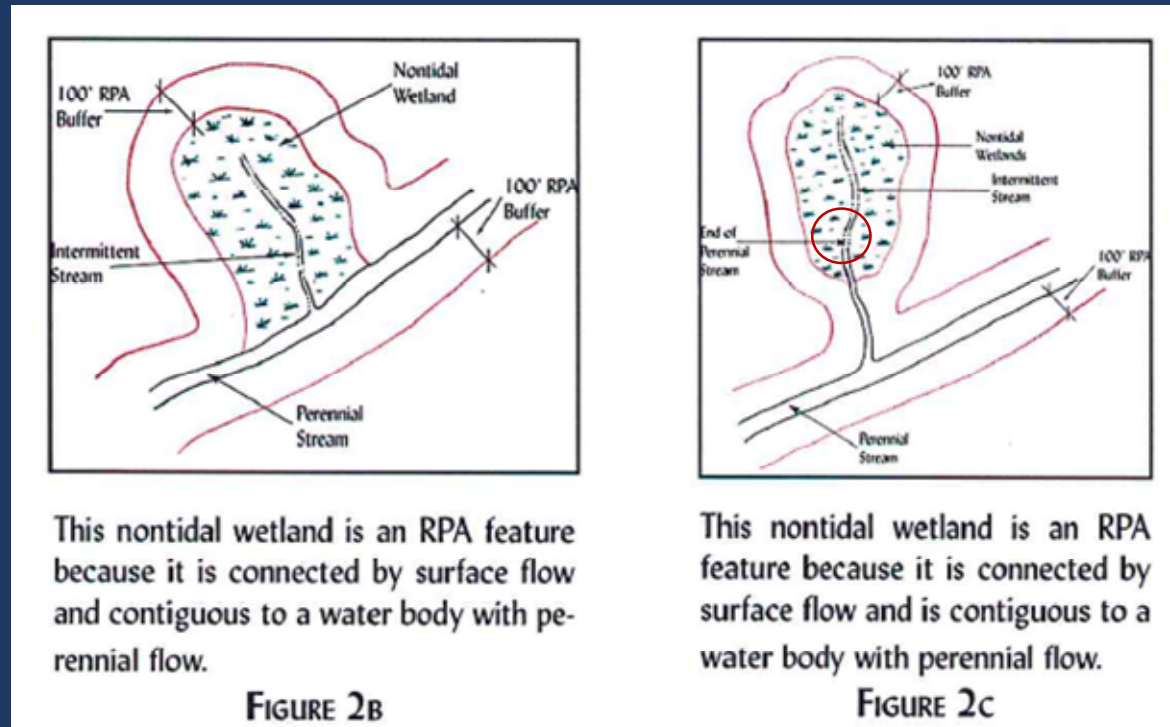 100' RPA
Buffer
Nontidal
Wetland
100' RPA
Buffer
Intermittent
Stream
Perennial
Stream
This nontidal wetland is an RPA feature
because it is connected by surface flow
and contiguous to a water body with pe-
rennial flow.
FIGURE 2B
100' RPA
Buffer
Nontidal
Wetlands
Intermittent
Stream
End of
Perennial
Stream
100' RPA
Buffer
Perennial
Stream
This nontidal wetland is an RPA
feature because it is connected by
surface flow and is contiguous to a
water body with perennial flow.
FIGURE 2C